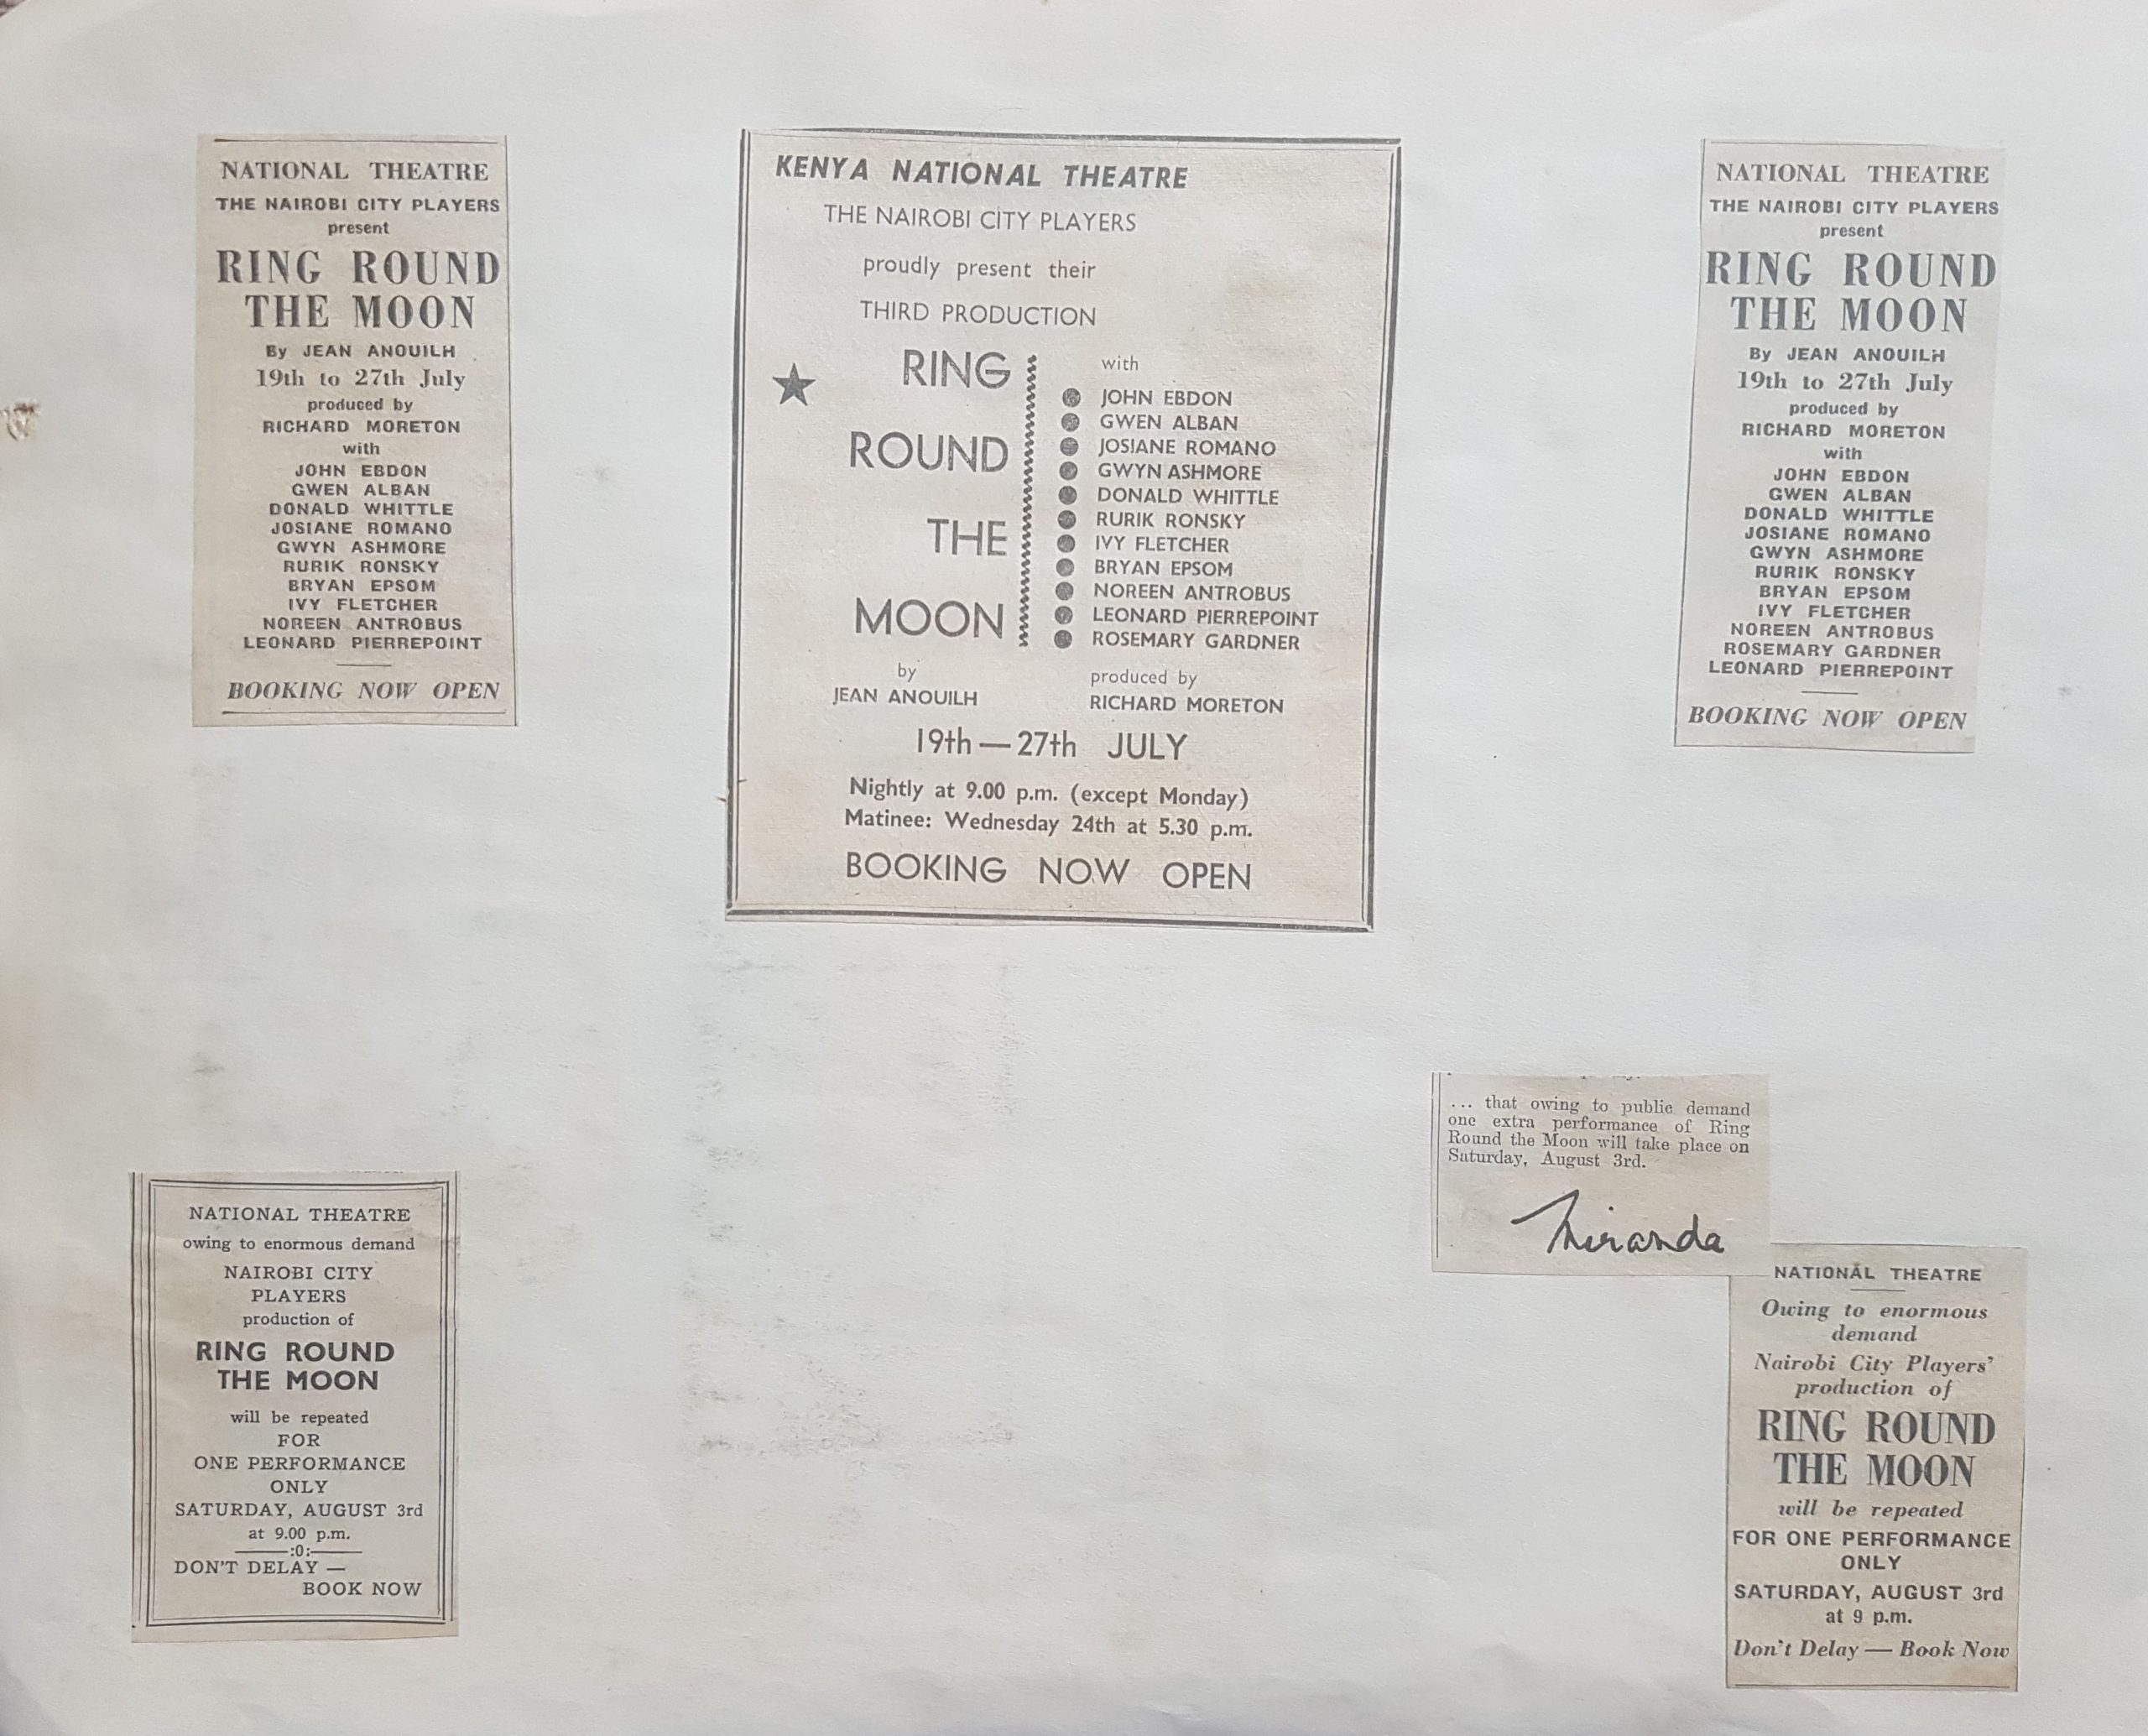 NATIONAL THEATRE
THE NAIROBI CITY PLAYERS
present
RING ROUND
THE MOON
By JEAN ANOUILH
19th to 27th July
produced by
RICHARD MORETON
with
JOHN EBDON
GWEN ALBAN
DONALD WHITTLE
JOSIANE ROMANO
GWYN ASHMORE
RURIK RONSKY
BRYAN EPSOM
IVY FLETCHER
NOREEN ANTROBUS
LEONARD PIERREPOINT
BOOKING NOW OPEN
KENYA NATIONAL THEATRE
THE NAIROBI CITY PLAYERS
proudly present their
THIRD PRODUCTION
RING
ROUND
THE
MOON
with
JOHN EBDON
GWEN ALBAN
JOSIANE ROMANO
GWYN ASHMORE
DONALD WHITTLE
RURIK RONSKY
IVY FLETCHER
BRYAN EPSOM
NOREEN ANTROBUS
LEONARD PIERREPOINT
ROSEMARY GARDNER
by
JEAN ANOUILH
produced by
RICHARD MORETON
19th — 27th JULY
Nightly at 9.00 p.m. (except Monday)
Matinee: Wednesday 24th at 5.30 p.m.
BOOKING NOW OPEN
NATIONAL THEATRE
THE NAIROBI CITY PLAYERS
present
RING ROUND
THE MOON
By JEAN ANOUILH
19th to 27th July
produced by
RICHARD MORETON
with
JOHN EBDON
GWEN ALBAN
DONALD WHITTLE
JOSIANE ROMANO
GWYN ASHMORE
RURIK RONSKY
BRYAN EPSOM
IVY FLETCHER
NOREEN ANTROBUS
ROSEMARY GARDNER
LEONARD PIERREPOINT
BOOKING NOW OPEN
NATIONAL THEATRE
owing to enormous demand
NAIROBI CITY
PLAYERS
production of
RING ROUND
THE MOON
will be repeated
FOR
ONE PERFORMANCE
ONLY
SATURDAY, AUGUST 3rd
at 9.00 p.m.
:0:
DON'T DELAY —
BOOK NOW
... that owing to public demand
one extra performance of Ring
Round the Moon will take place on
Saturday, August 3rd.
Miranda
NATIONAL THEATRE
Owing to enormous
demand
Nairobi City Players'
production of
RING ROUND
THE MOON
will be repeated
FOR ONE PERFORMANCE
ONLY
SATURDAY, AUGUST 3rd
at 9 p.m.
Don't Delay — Book Now